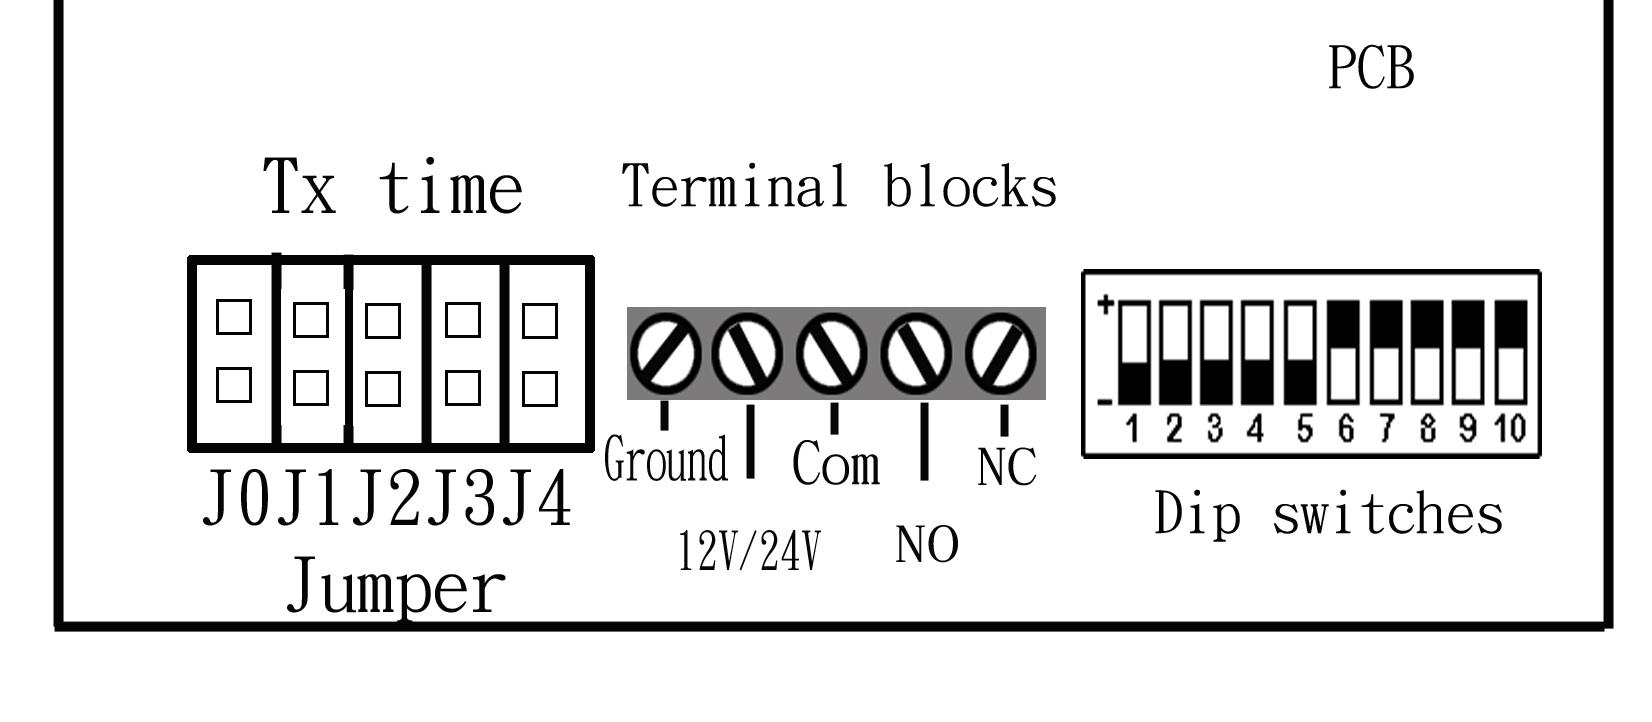 PCB
Tx time
Terminal blocks
+
-
1 2 3 4 5 6 7 8 9 10
Ground
Com
NC
J0J1J2J3J4
Dip switches
12V/24V
NO
Jumper